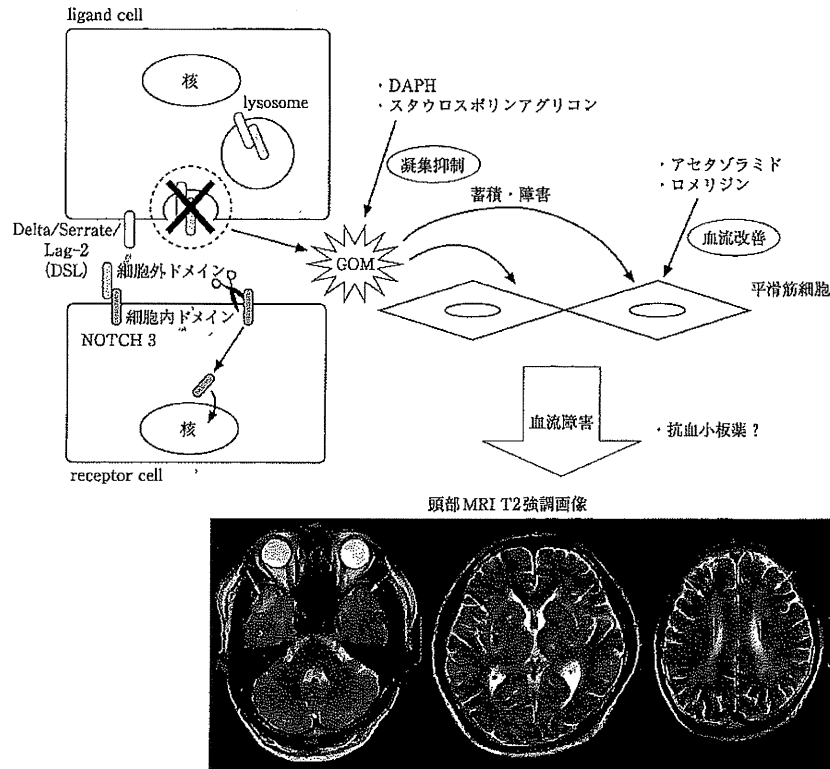 ligand cell
核
lysosome
・DAPH
・スタウロスポリンアグリコン
凝集抑制
・アセタゾラミド
・ロメリジン
蓄積・障害
血流改善
Delta/Serrate/
Lag-2
(DSL)
GOM
細胞外ドメイン
平滑筋細胞
細胞内ドメイン
NOTCH 3
核
血流障害
・抗血小板薬？
receptor cell
頭部MRI T2強調画像